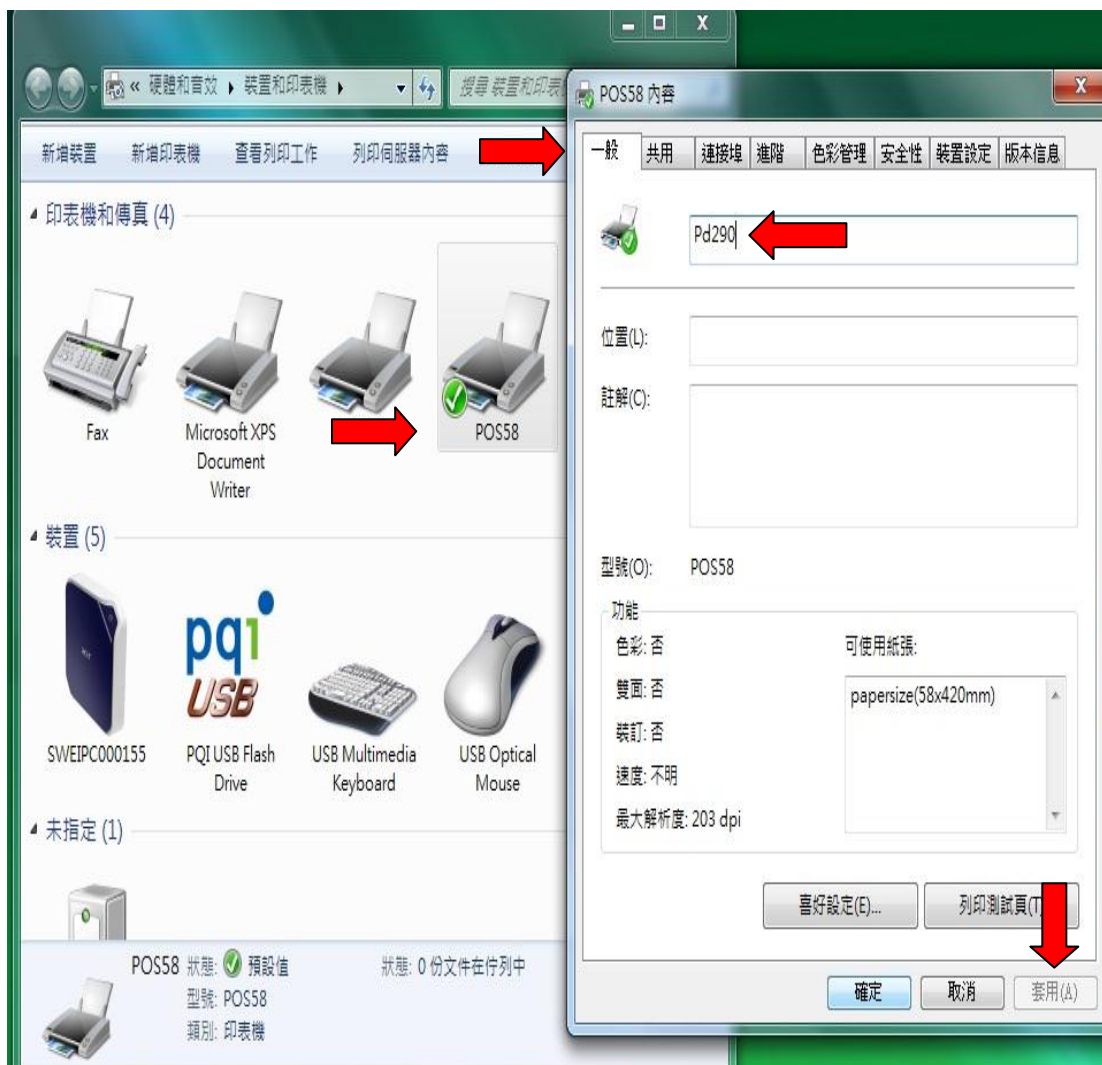 « 硬體和音效 ▸ 裝置和印表機 ▸
搜尋 裝置和印表
新增裝置 新增印表機 查看列印工作 列印伺服器內容
印表機和傳真 (4)
Fax
Microsoft XPS
Document
Writer
POS58
裝置 (5)
pqi
USB
SWEIPC000155
PQI USB Flash
Drive
USB Multimedia
Keyboard
USB Optical
Mouse
未指定 (1)
POS58 狀態: 預設值 狀態: 0 份文件在佇列中
型號: POS58
類別: 印表機
POS58 內容
X
一般 共用 連接埠 進階 色彩管理 安全性 裝置設定 版本信息
Pd290
位置(L):
註解(C):
型號(O): POS58
功能
色彩: 否 可使用紙張:
雙面: 否 papersize(58x420mm)
裝訂: 否
速度: 不明
最大解析度: 203 dpi
喜好設定(E)... 列印測試頁(T)
確定 取消 套用(A)